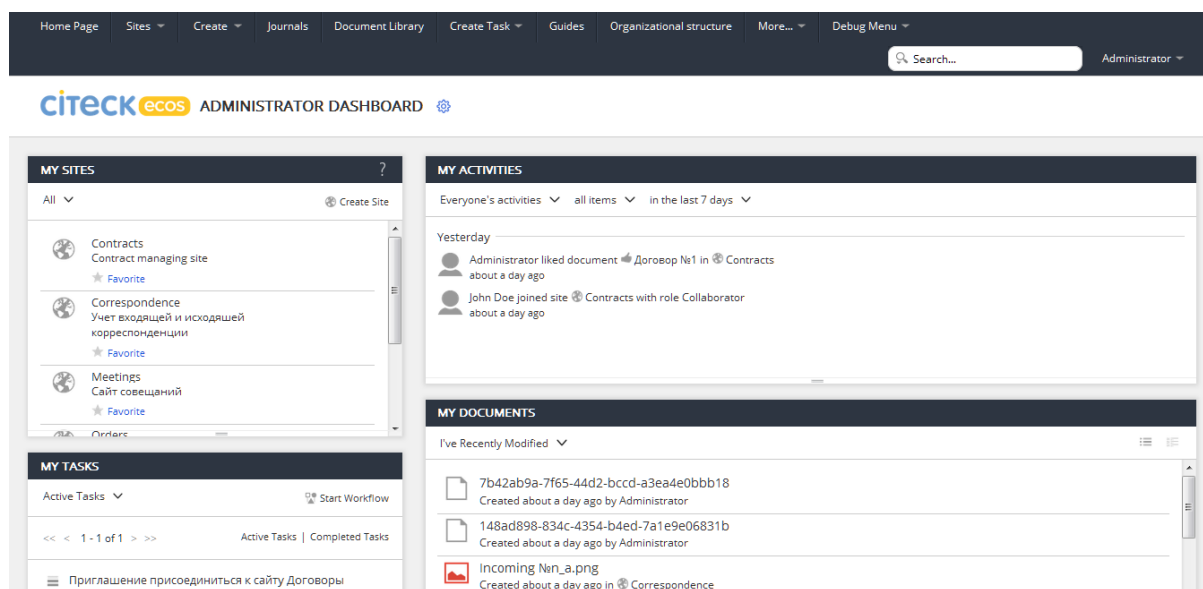 Home Page Sites Create Journals Document Library Create Task Guides Organizational structure More... Debug Menu
Search... Administrator
citeck ecos ADMINISTRATOR DASHBOARD
MY SITES ?
All Create Site
Contracts
Contract managing site
Favorite
Correspondence
Учет входящей и исходяшей
корреспонденции
Favorite
Meetings
Сайт совещаний
Favorite
Orders
MY TASKS
Active Tasks Start Workflow
<< < 1 - 1 of 1 > >> Active Tasks | Completed Tasks
Приглашение присоединиться к сайту Договоры
MY ACTIVITIES
Everyone's activities all items in the last 7 days
Yesterday
Administrator liked document Договор №1 in Contracts
about a day ago
John Doe joined site Contracts with role Collaborator
about a day ago
MY DOCUMENTS
I've Recently Modified
7b42ab9a-7f65-44d2-bccd-a3ea4e0bbb18
Created about a day ago by Administrator
148ad898-834c-4354-b4ed-7a1e9e06831b
Created about a day ago by Administrator
Incoming №n_a.png
Created about a day ago in Correspondence